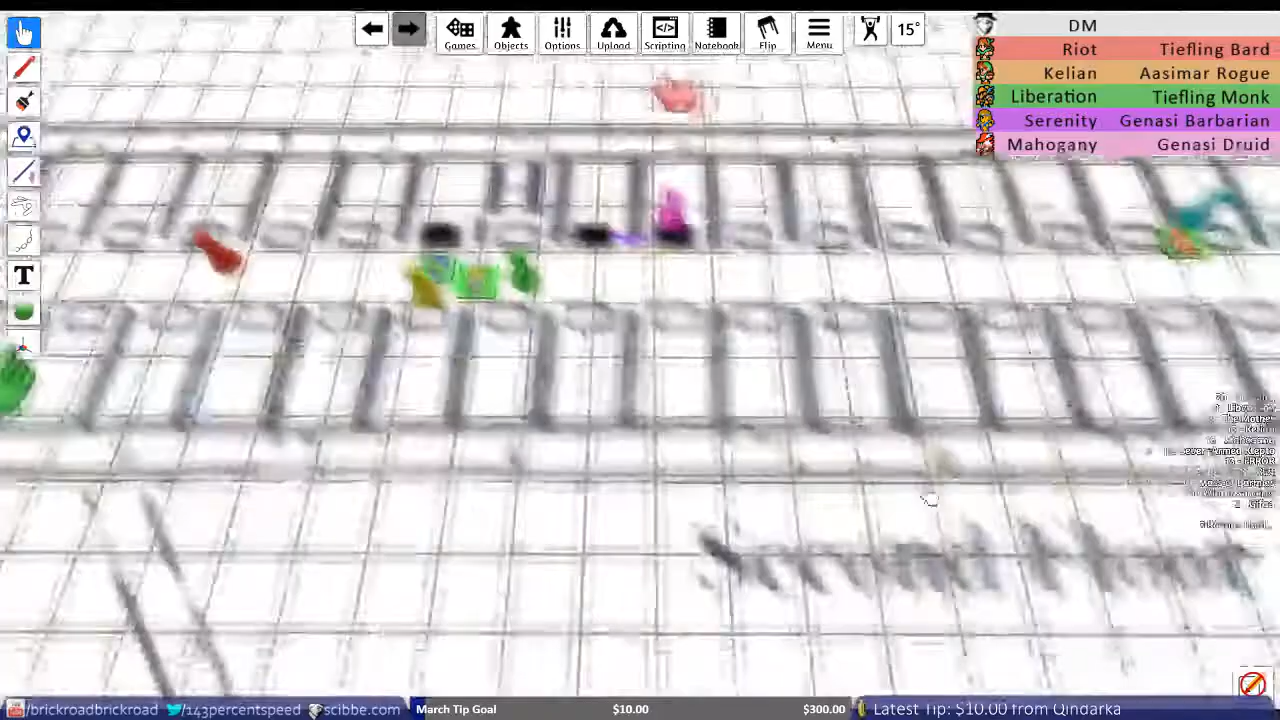 Games Objects Options Upload Scripting Notebook Flip Menu 15°
DM
Riot Tiefling Bard
Kelian Aasimar Rogue
Liberation Tiefling Monk
Serenity Genasi Barbarian
Mahogany Genasi Druid
T
/brickroadbrickroad /143percentspeed scibbe.com March Tip Goal $10.00 $300.00 Latest Tip: $10.00 from Qindarka